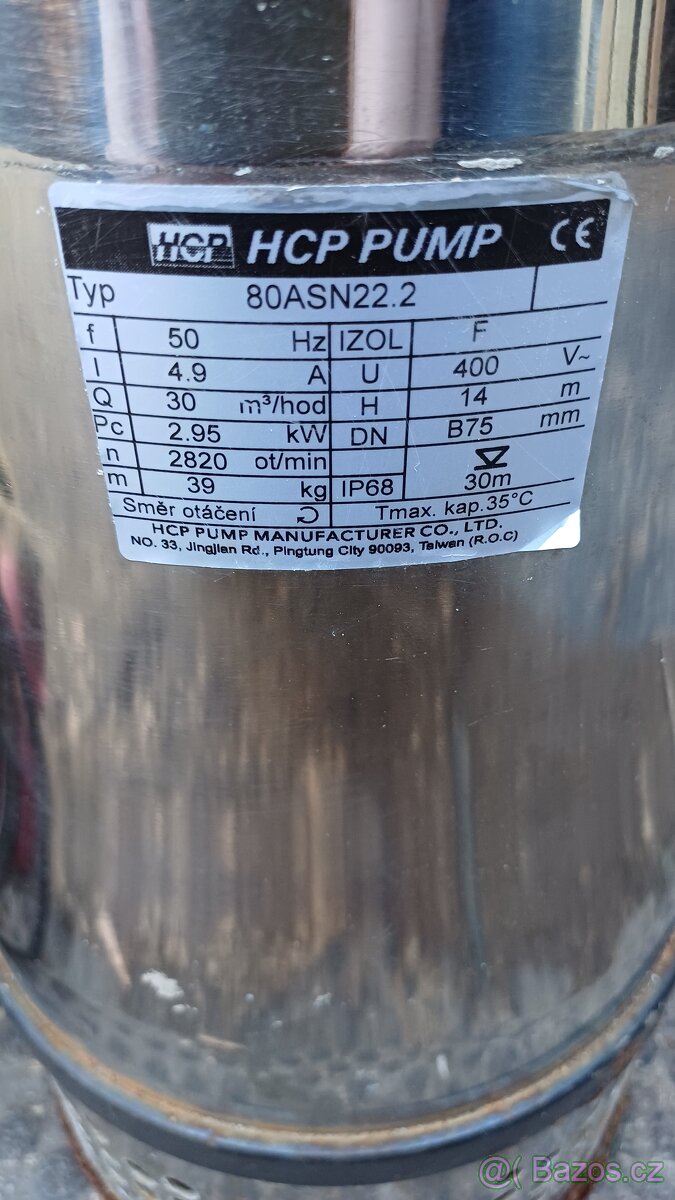 HCP HCP PUMP CE
Typ 80ASN22.2
f 50 Hz IZOL F
I 4.9 A U 400 V~
Q 30 m³/hod H 14 m
Pc 2.95 kW DN B75 mm
n 2820 ot/min
m 39 kg IP68 30m
Směr otáčení Tmax. kap.35°C
HCP PUMP MANUFACTURER CO., LTD.
NO. 33, Jingjian Rd., Pingtung City 90093, Taiwan (R.O.C)
@ Bazos.cz